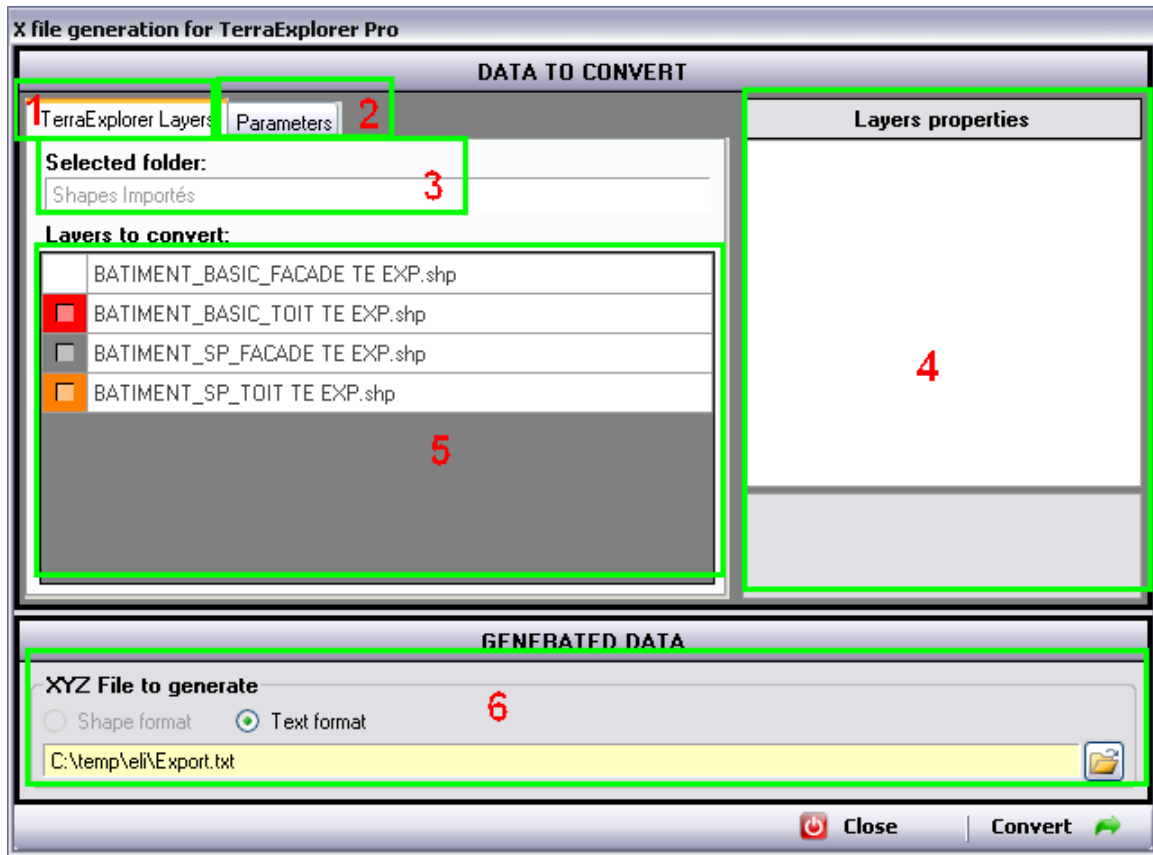 X file generation for TerraExplorer Pro
DATA TO CONVERT
1
TerraExplorer Layers
Parameters
2
Layers properties
Selected folder:
Shapes Importés
3
Layers to convert:
BATIMENT_BASIC_FACADE TE EXP.shp
BATIMENT_BASIC_TOIT TE EXP.shp
BATIMENT_SP_FACADE TE EXP.shp
BATIMENT_SP_TOIT TE EXP.shp
4
5
GENERATED DATA
XYZ File to generate
6
Shape format
Text format
C:\temp\eli\Export.txt
Close
Convert